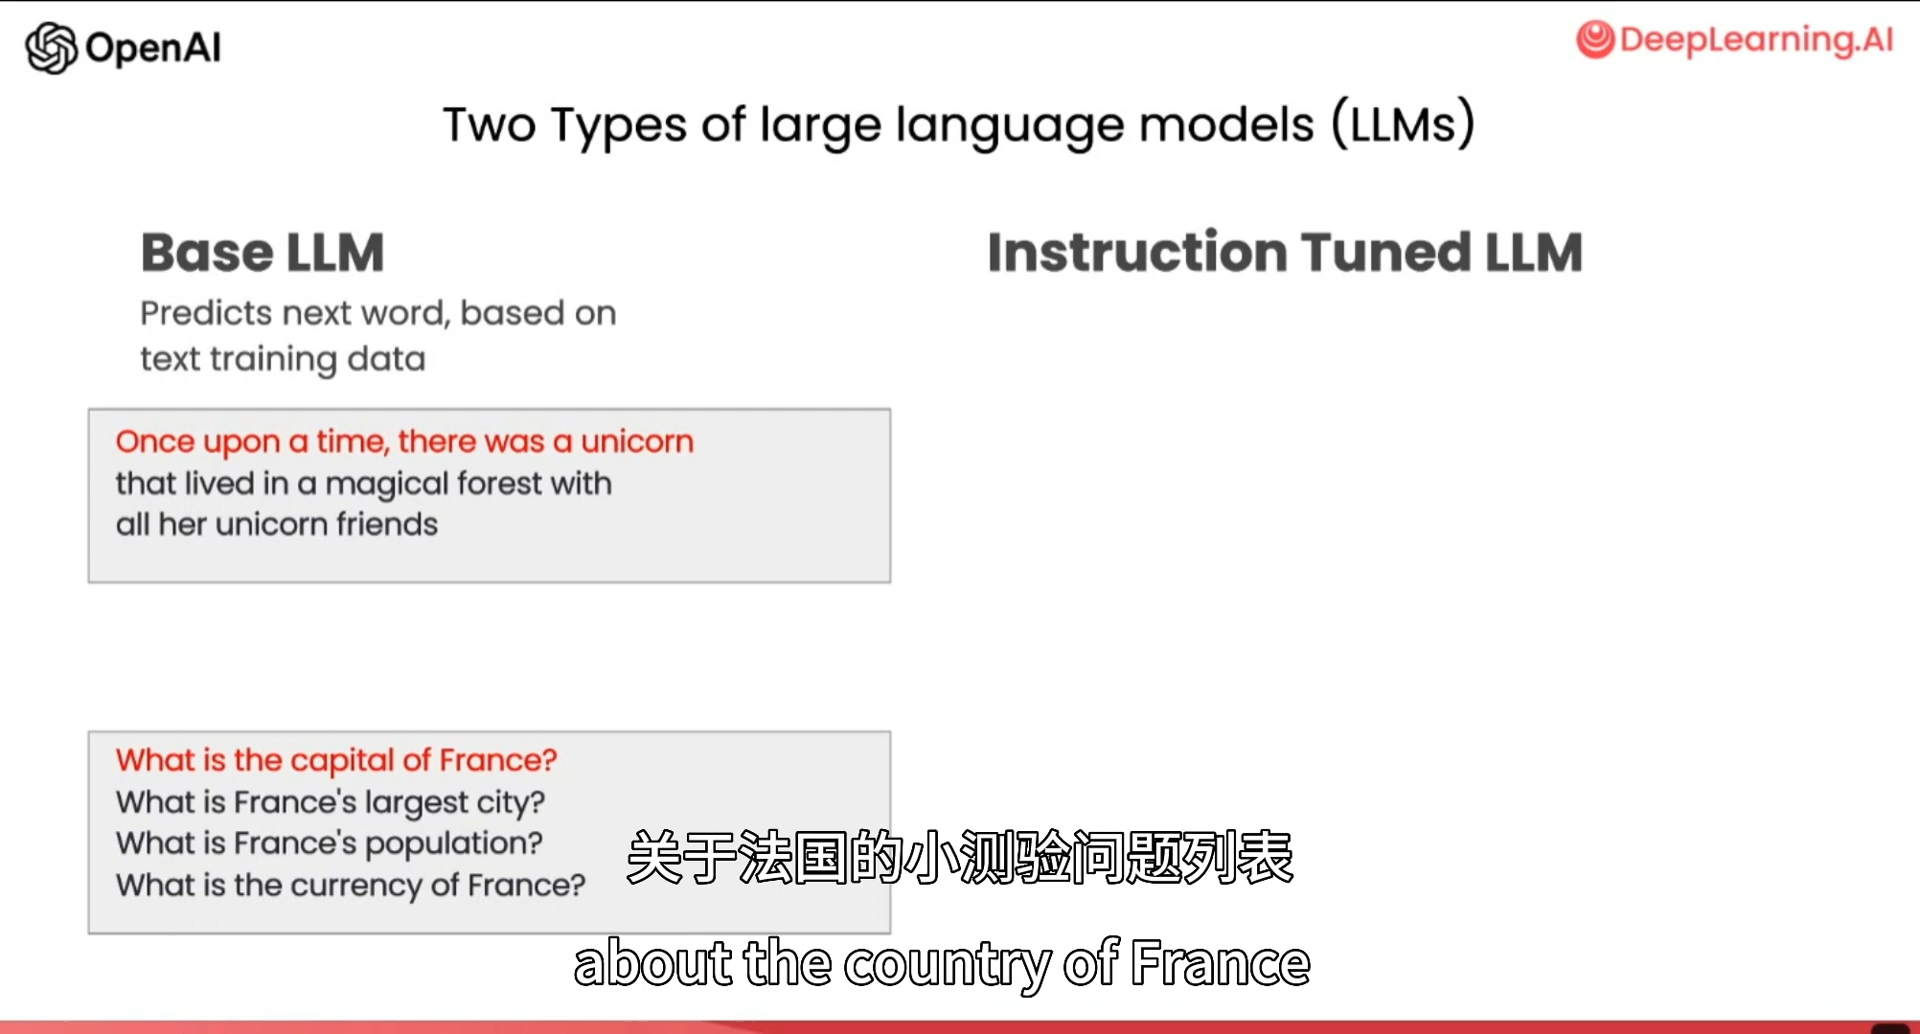 OpenAI
DeepLearning.AI
Two Types of large language models (LLMs)
Base LLM
Predicts next word, based on
text training data
Once upon a time, there was a unicorn
that lived in a magical forest with
all her unicorn friends
What is the capital of France?
What is France's largest city?
What is France's population?
What is the currency of France?
Instruction Tuned LLM
关于法国的小测验问题列表
about the country of France